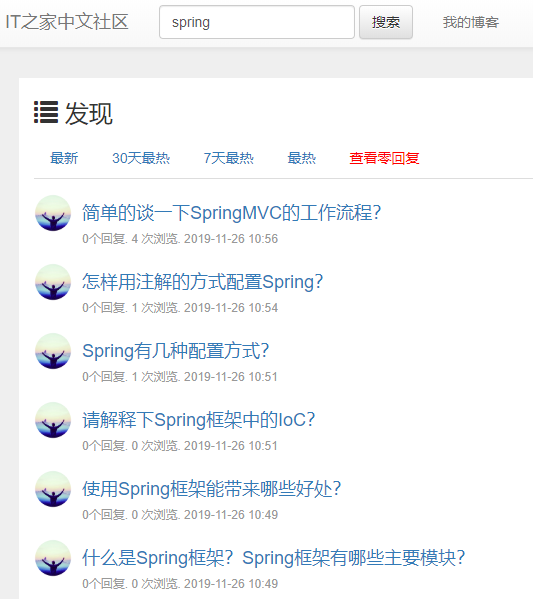 IT之家中文社区 spring 搜索 我的博客
发现
最新 30天最热 7天最热 最热 查看零回复
简单的谈一下SpringMVC的工作流程?
0个回复. 4 次浏览. 2019-11-26 10:56
怎样用注解的方式配置Spring?
0个回复. 1 次浏览. 2019-11-26 10:54
Spring有几种配置方式?
0个回复. 1 次浏览. 2019-11-26 10:51
请解释下Spring框架中的IoC?
0个回复. 0 次浏览. 2019-11-26 10:51
使用Spring框架能带来哪些好处?
0个回复. 0 次浏览. 2019-11-26 10:49
什么是Spring框架？Spring框架有哪些主要模块?
0个回复. 0 次浏览. 2019-11-26 10:49